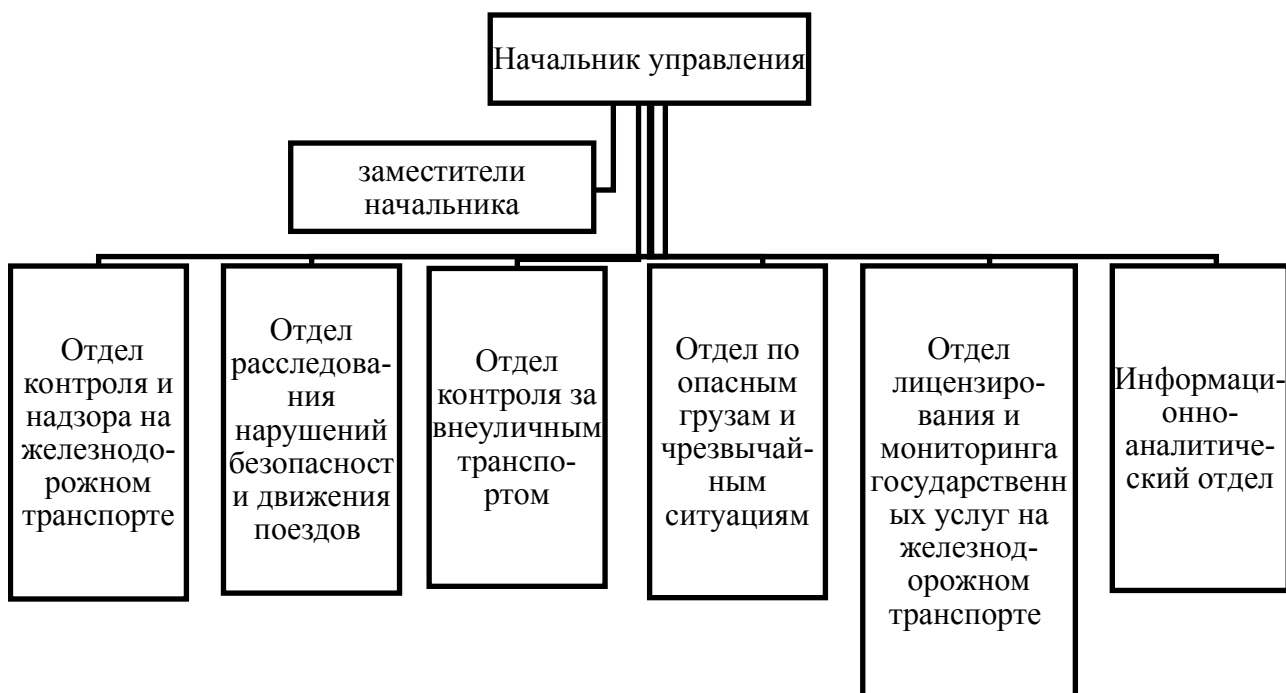 Начальник управления
заместители
начальника
Отдел
контроля и
надзора на
железнодо-
рожном
транспорте
Отдел
расследова-
ния
нарушений
безопасност
и движения
поездов
Отдел
контроля за
внеуличным
транспо-
ртом
Отдел по
опасным
грузам и
чрезвычай-
ным
ситуациям
Отдел
лицензиро-
вания и
мониторинга
государственн
ых услуг на
железнод-
орожном
транспорте
Информаци-
онно-
аналитиче-
ский отдел